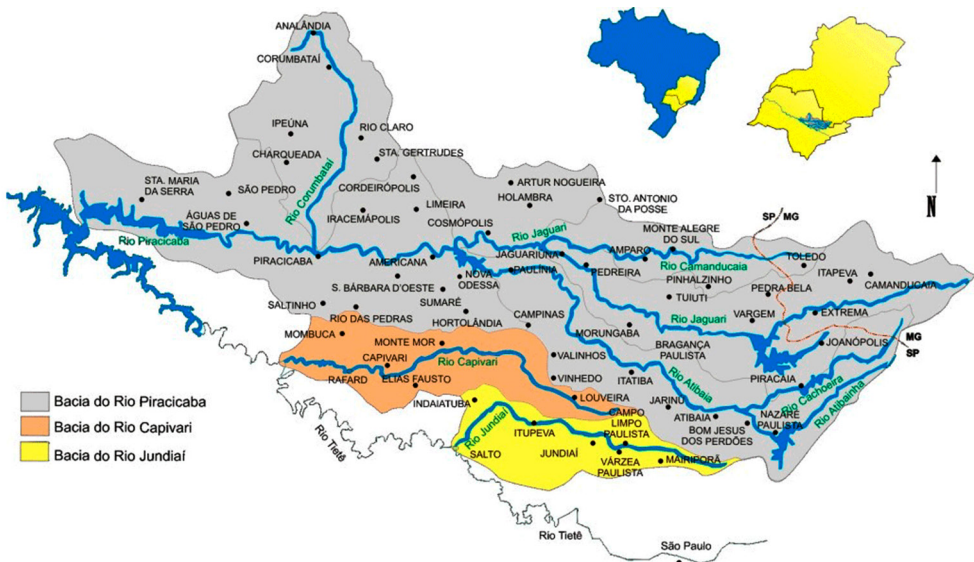 ANALÂNDIA
CORUMBATAÍ
IPEÚNA
RIO CLARO
CHARQUEADA
STA. GERTRUDES
Rio Corumbataí
STA. MARIA
DA SERRA
SÃO PEDRO
CORDEIRÓPOLIS
ARTUR NOGUEIRA
HOLAMBRA
STO. ANTONIO
DA POSSE
SP
MG
N
ÁGUAS DE
SÃO PEDRO
IRACEMÁPOLIS
LIMEIRA
COSMÓPOLIS
Rio Jaguari
MONTE ALEGRE
DO SUL
Rio Piracicaba
PIRACICABA
AMERICANA
JAGUARIUNA
AMPARO
Rio Camanducaia
TOLEDO
ITAPEVA
CAMANDUCAIA
NOVA
ODESSA
PAULÍNIA
PEDREIRA
PINHALZINHO
PEDRA BELA
S. BÁRBARA D'OESTE
SUMARÉ
TUIUTI
SALTINHO
RIO DAS PEDRAS
HORTOLÂNDIA
CAMPINAS
Rio Jaguari
VARGEM
EXTREMA
MOMBUCA
MONTE MOR
MORUNGABA
BRAGANÇA
PAULISTA
JOANÓPOLIS
MG
SP
CAPIVARI
Rio Capivari
VALINHOS
RAFARD
ELIAS FAUSTO
VINHEDO
ITATIBA
Rio Atibaia
PIRACAIA
Rio Cachoeira
Rio Atibainha
INDAIATUBA
LOUVEIRA
JARINÚ
ATIBAIA
NAZARÉ
PAULISTA
CAMPO
LIMPO
PAULISTA
BOM JESUS
DOS PERDÕES
Rio Jundiaí
ITUPEVA
SALTO
JUNDIAÍ
VÁRZEA
PAULISTA
MAIRIPORÃ
Rio Tietê
Rio Tietê
São Paulo
Bacia do Rio Piracicaba
Bacia do Rio Capivari
Bacia do Rio Jundiaí